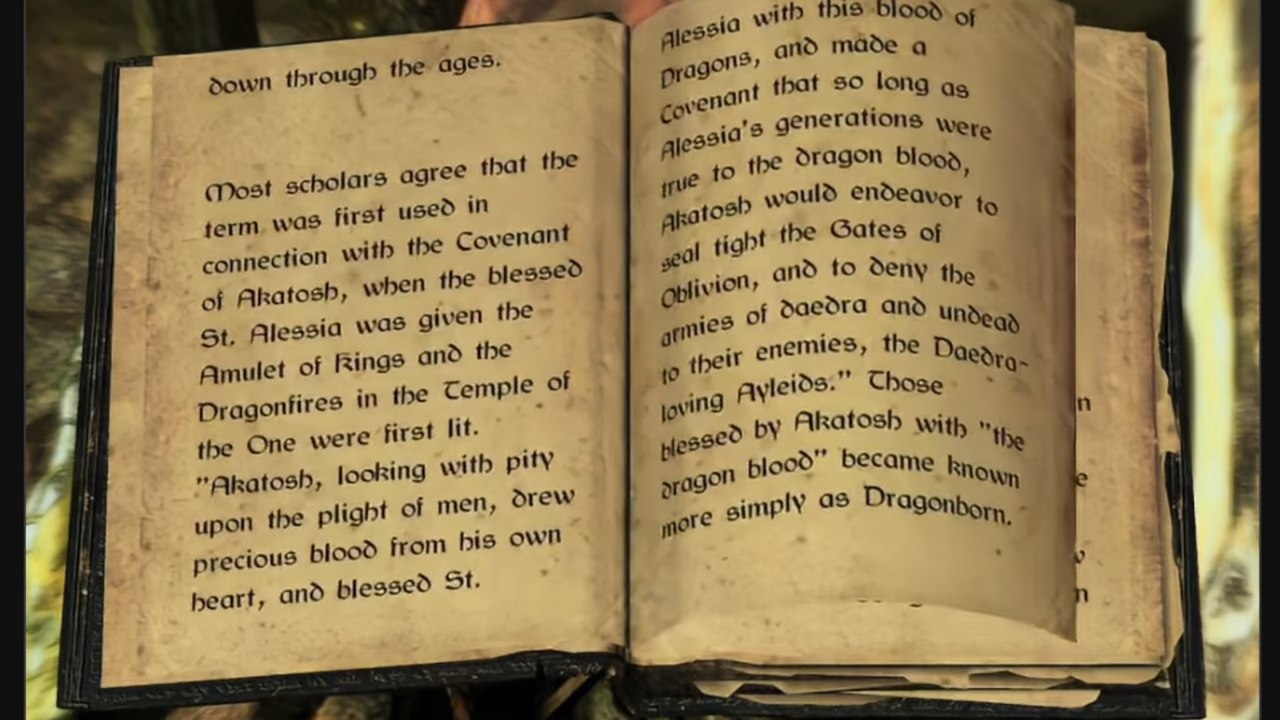 down through the ages.
Most scholars agree that the
term was first used in
connection with the Covenant
of Akatosh, when the blessed
St. Alessia was given the
Amulet of Kings and the
Dragonfires in the Temple of
the One were first lit.
"Akatosh, looking with pity
upon the plight of men, drew
precious blood from his own
heart, and blessed St.
Alessia with this blood of
Dragons, and made a
Covenant that so long as
Alessia's generations were
true to the dragon blood,
Akatosh would endeavor to
seal tight the Gates of
Oblivion, and to deny the
armies of daedra and undead
to their enemies, the Daedra-
loving Ayleids." Those
blessed by Akatosh with "the
dragon blood" became known
more simply as Dragonborn.